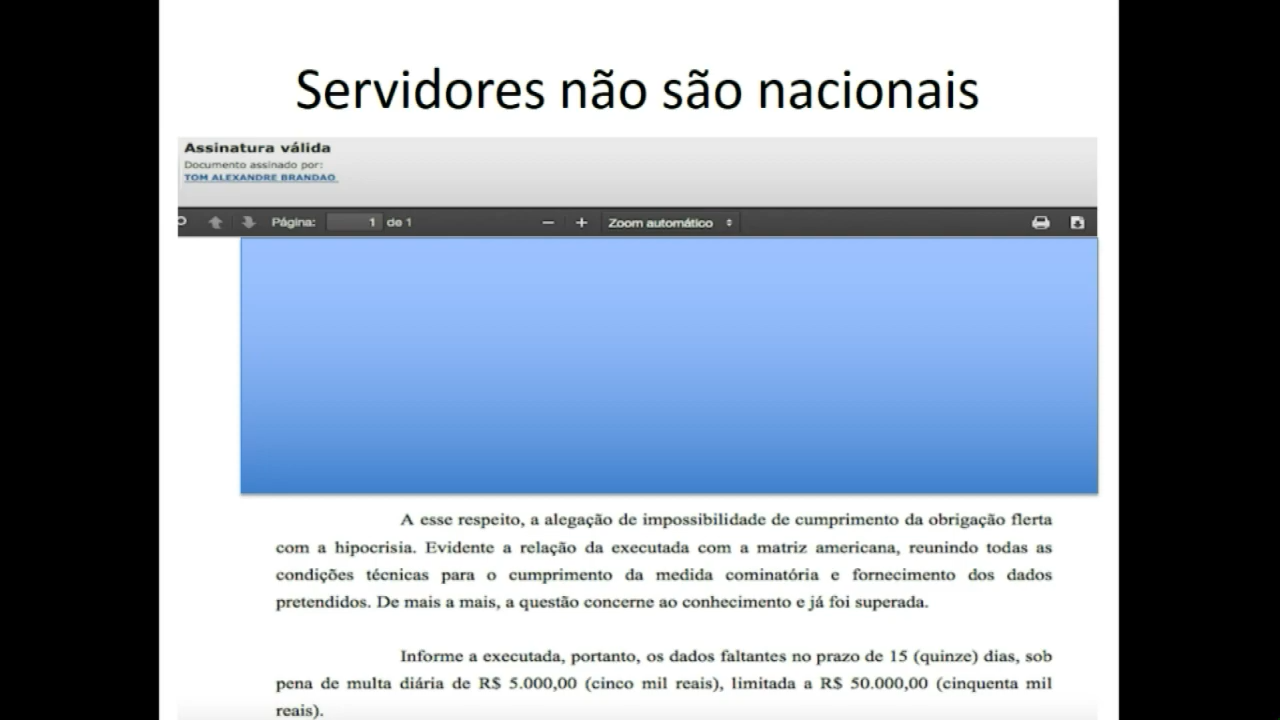 Servidores não são nacionais
Assinatura válida
Documento assinado por:
TOM ALEXANDRE BRANDAO
Página: 1 de 1
Zoom automático
A esse respeito, a alegação de impossibilidade de cumprimento da obrigação flerta
com a hipocrisia. Evidente a relação da executada com a matriz americana, reunindo todas as
condições técnicas para o cumprimento da medida cominatória e fornecimento dos dados
pretendidos. De mais a mais, a questão concerne ao conhecimento e já foi superada.
Informe a executada, portanto, os dados faltantes no prazo de 15 (quinze) dias, sob
pena de multa diária de R$ 5.000,00 (cinco mil reais), limitada a R$ 50.000,00 (cinquenta mil
reais).